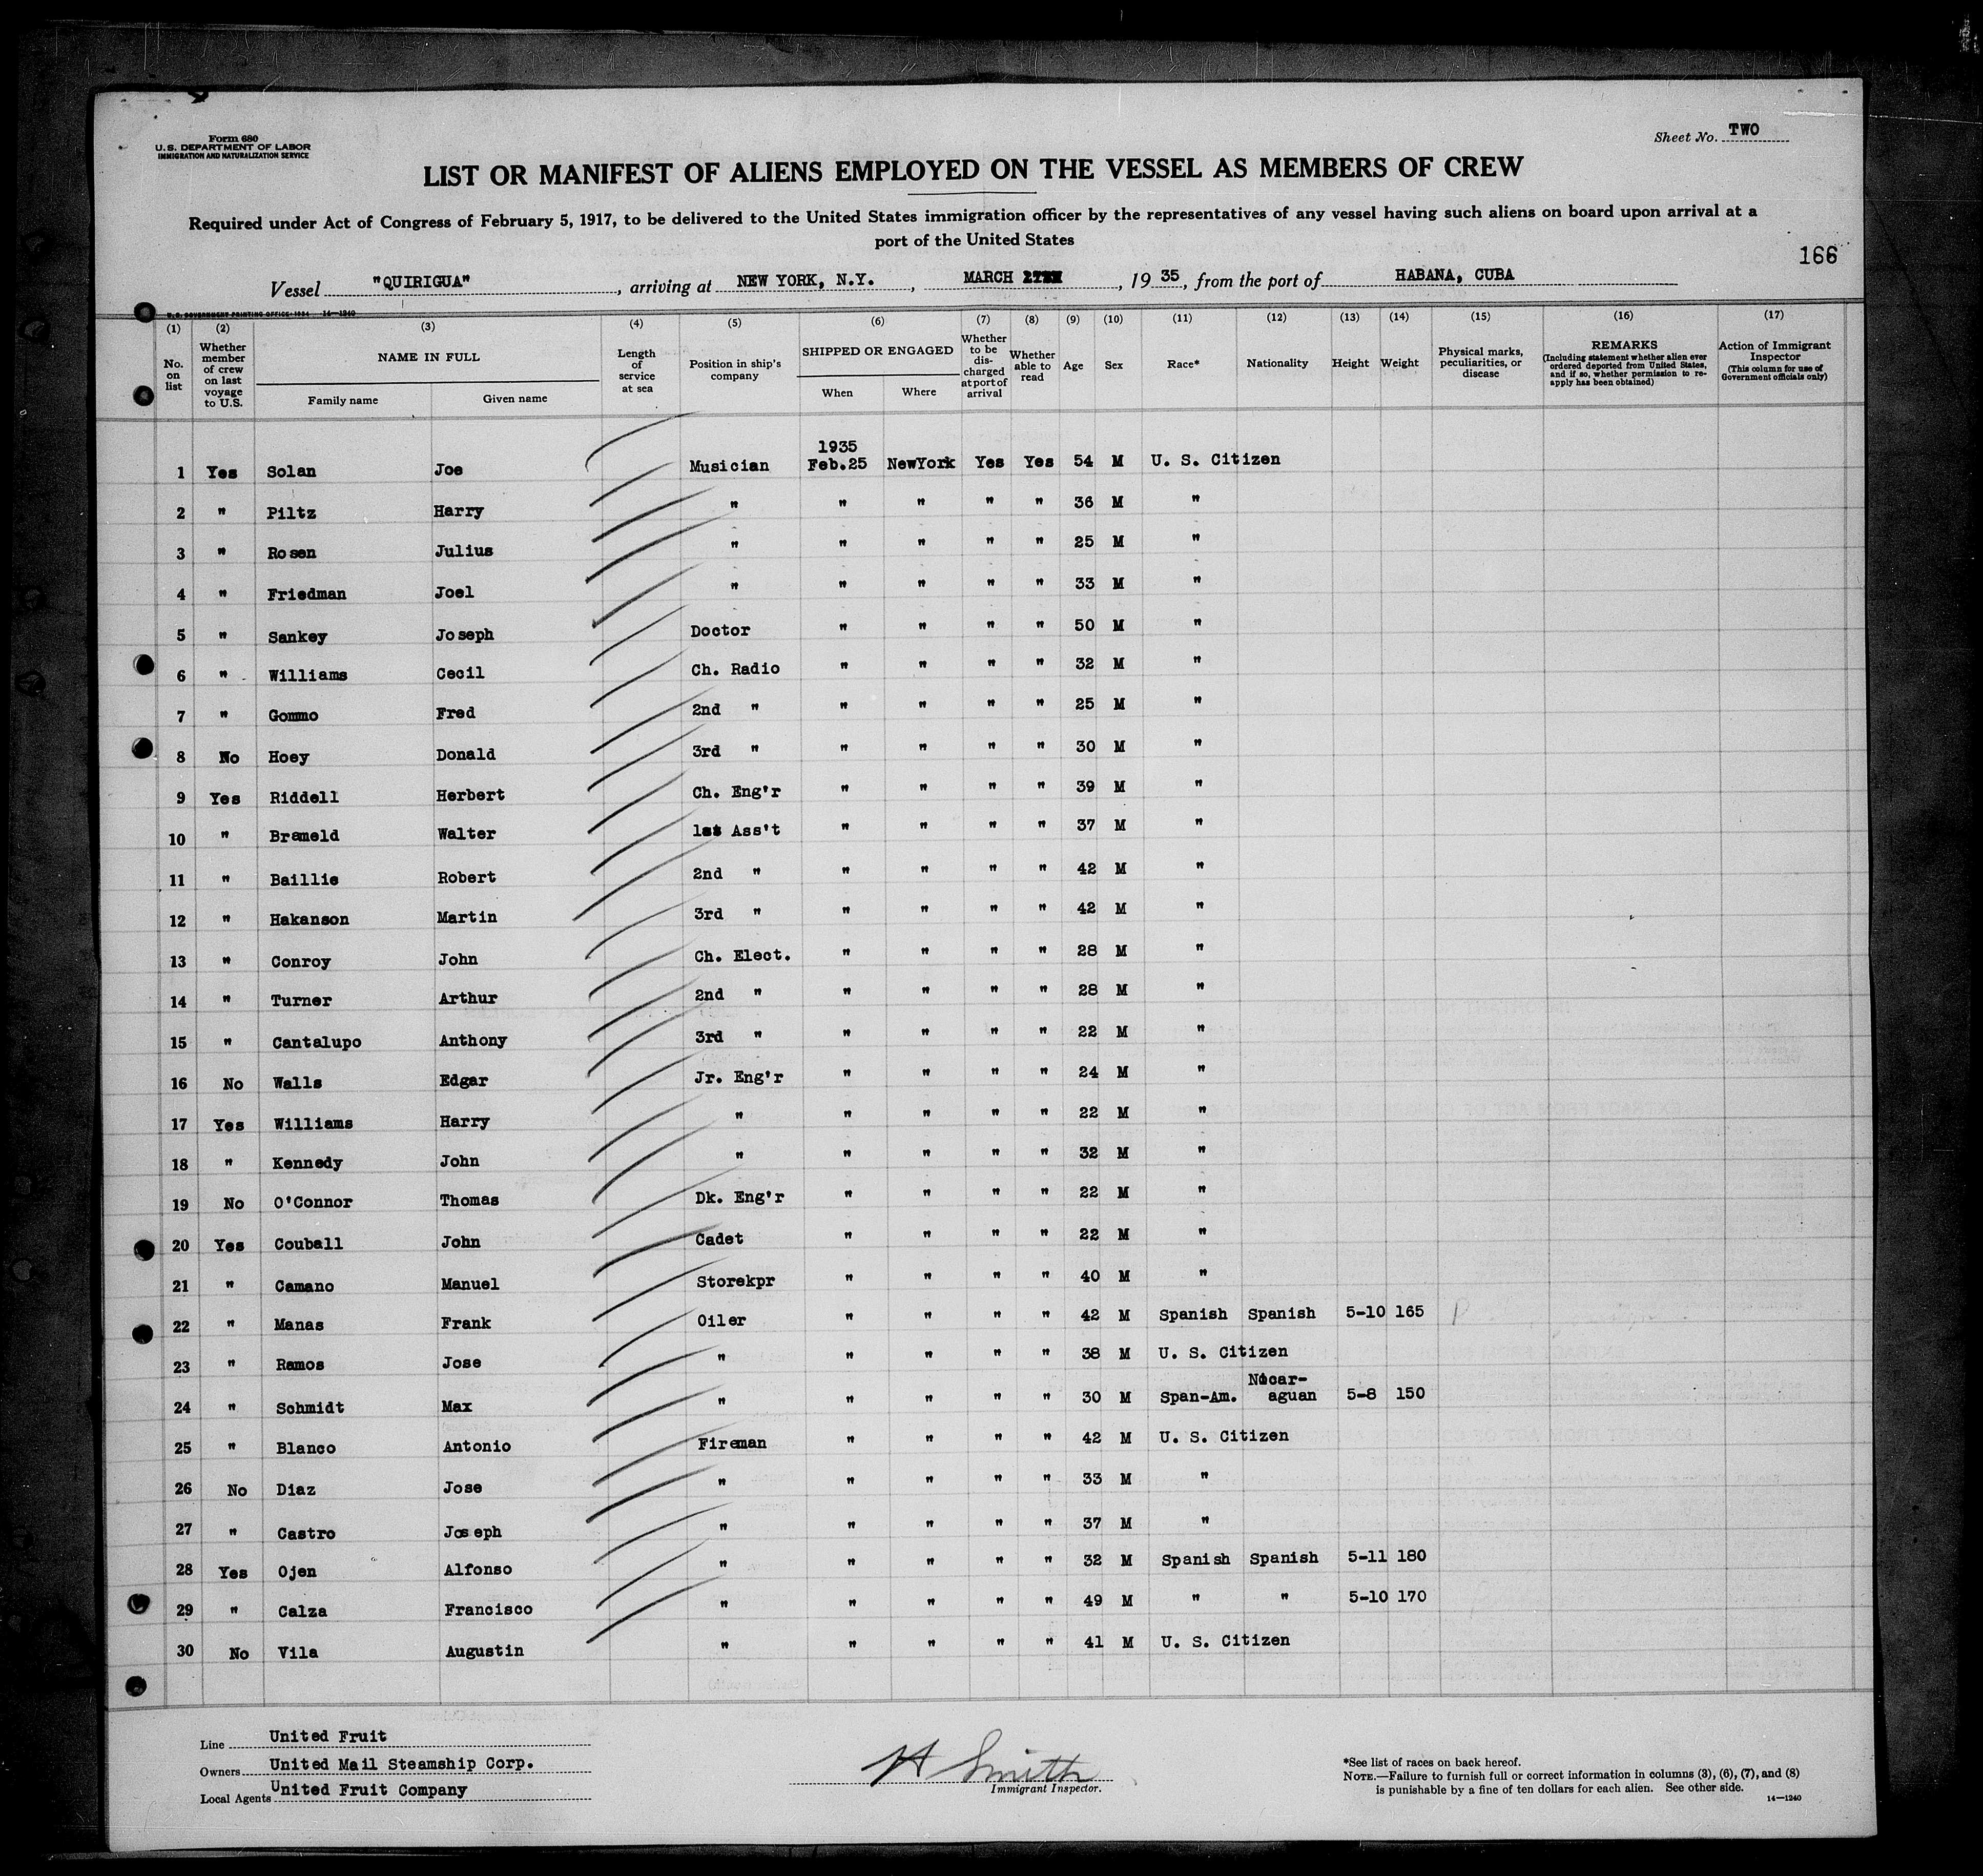 Form 680
U. S. DEPARTMENT OF LABOR
IMMIGRATION AND NATURALIZATION SERVICE
Sheet No. TWO
LIST OR MANIFEST OF ALIENS EMPLOYED ON THE VESSEL AS MEMBERS OF CREW
Required under Act of Congress of February 5, 1917, to be delivered to the United States immigration officer by the representatives of any vessel having such aliens on board upon arrival at a
port of the United States
166
Vessel "QUIRIGUA", arriving at NEW YORK, N.Y., MARCH, 19 35, from the port of HABANA, CUBA
U. S. GOVERNMENT PRINTING OFFICE: 1934 14—1240
(1) (2) (3) (4) (5) (6) (7) (8) (9) (10) (11) (12) (13) (14) (15) (16) (17)
No. on list
Whether member of crew on last voyage to U.S.
NAME IN FULL
Family name Given name
Length of service at sea
Position in ship's company
SHIPPED OR ENGAGED
When Where
Whether to be discharged at port of arrival
Whether able to read
Age Sex Race* Nationality Height Weight
Physical marks, peculiarities, or disease
REMARKS
(Including statement whether alien ever ordered deported from United States, and if so, whether permission to re-apply has been obtained)
Action of Immigrant Inspector
(This column for use of Government officials only)
1935
1 Yes Solan Joe Musician Feb.25 NewYork Yes Yes 54 M U. S. Citizen
2 " Piltz Harry " " " " " 36 M "
3 " Rosen Julius " " " " " 25 M "
4 " Friedman Joel " " " " " 33 M "
5 " Sankey Joseph Doctor " " " " 50 M "
6 " Williams Cecil Ch. Radio " " " " 32 M "
7 " Gommo Fred 2nd " " " " " 25 M "
8 No Hoey Donald 3rd " " " " " 30 M "
9 Yes Riddell Herbert Ch. Eng'r " " " " 39 M "
10 " Brameld Walter 1st Ass't " " " " 37 M "
11 " Baillie Robert 2nd " " " " " 42 M "
12 " Hakanson Martin 3rd " " " " " 42 M "
13 " Conroy John Ch. Elect. " " " " 28 M "
14 " Turner Arthur 2nd " " " " " 28 M "
15 " Cantalupo Anthony 3rd " " " " " 22 M "
16 No Walls Edgar Jr. Eng'r " " " " 24 M "
17 Yes Williams Harry " " " " " 22 M "
18 " Kennedy John " " " " " 32 M "
19 No O'Connor Thomas Dk. Eng'r " " " " 22 M "
20 Yes Couball John Cadet " " " " 22 M "
21 " Camano Manuel Storekpr " " " " 40 M "
22 " Manas Frank Oiler " " " " 42 M Spanish Spanish 5-10 165
23 " Ramos Jose " " " " " 38 M U. S. Citizen
24 " Schmidt Max " " " " " 30 M Span-Am. Nicar-aguan 5-8 150
25 " Blanco Antonio Fireman " " " " 42 M U. S. Citizen
26 No Diaz Jose " " " " " 33 M "
27 " Castro Joseph " " " " " 37 M "
28 Yes Ojen Alfonso " " " " " 32 M Spanish Spanish 5-11 180
29 " Calza Francisco " " " " " 49 M " " 5-10 170
30 No Vila Augustin " " " " " 41 M U. S. Citizen
Line United Fruit
Owners United Mail Steamship Corp.
Local Agents United Fruit Company
H Smith
Immigrant Inspector.
*See list of races on back hereof.
NOTE.—Failure to furnish full or correct information in columns (3), (6), (7), and (8)
is punishable by a fine of ten dollars for each alien. See other side.
14—1240